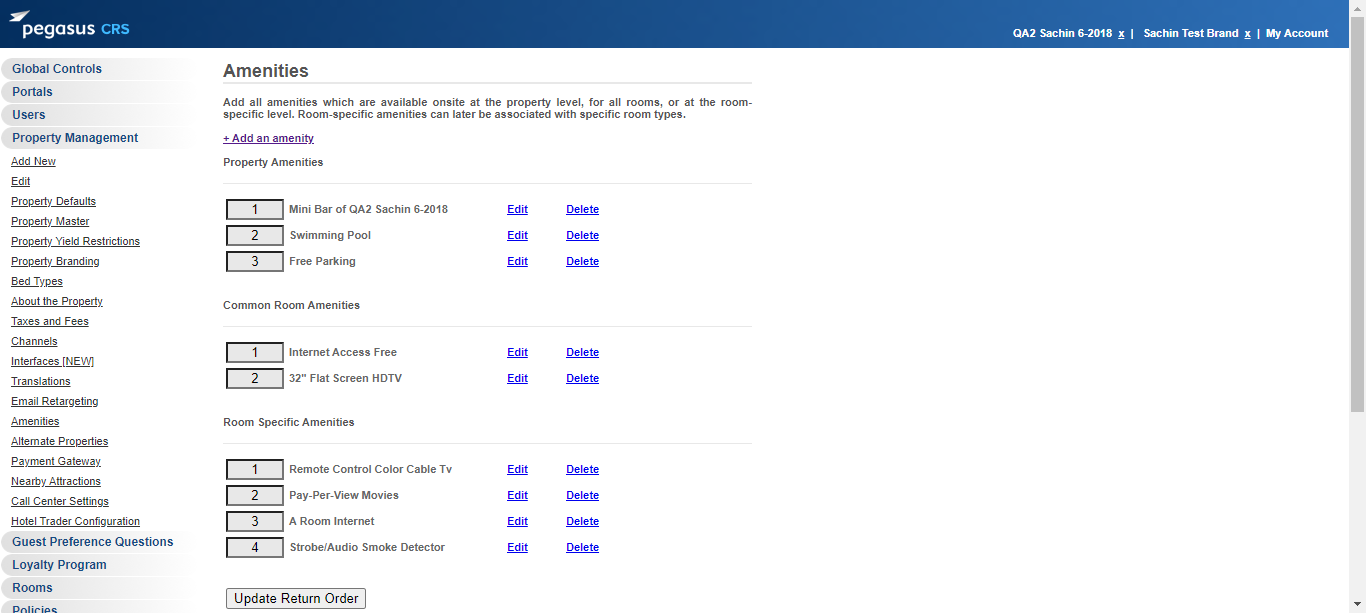 pegasus CRS
QA2 Sachin 6-2018 x | Sachin Test Brand x | My Account
Global Controls
Portals
Users
Property Management
Add New
Edit
Property Defaults
Property Master
Property Yield Restrictions
Property Branding
Bed Types
About the Property
Taxes and Fees
Channels
Interfaces [NEW]
Translations
Email Retargeting
Amenities
Alternate Properties
Payment Gateway
Nearby Attractions
Call Center Settings
Hotel Trader Configuration
Guest Preference Questions
Loyalty Program
Rooms
Policies
Amenities
Add all amenities which are available onsite at the property level, for all rooms, or at the room-
specific level. Room-specific amenities can later be associated with specific room types.
+ Add an amenity
Property Amenities
1 Mini Bar of QA2 Sachin 6-2018 Edit Delete
2 Swimming Pool Edit Delete
3 Free Parking Edit Delete
Common Room Amenities
1 Internet Access Free Edit Delete
2 32" Flat Screen HDTV Edit Delete
Room Specific Amenities
1 Remote Control Color Cable Tv Edit Delete
2 Pay-Per-View Movies Edit Delete
3 A Room Internet Edit Delete
4 Strobe/Audio Smoke Detector Edit Delete
Update Return Order